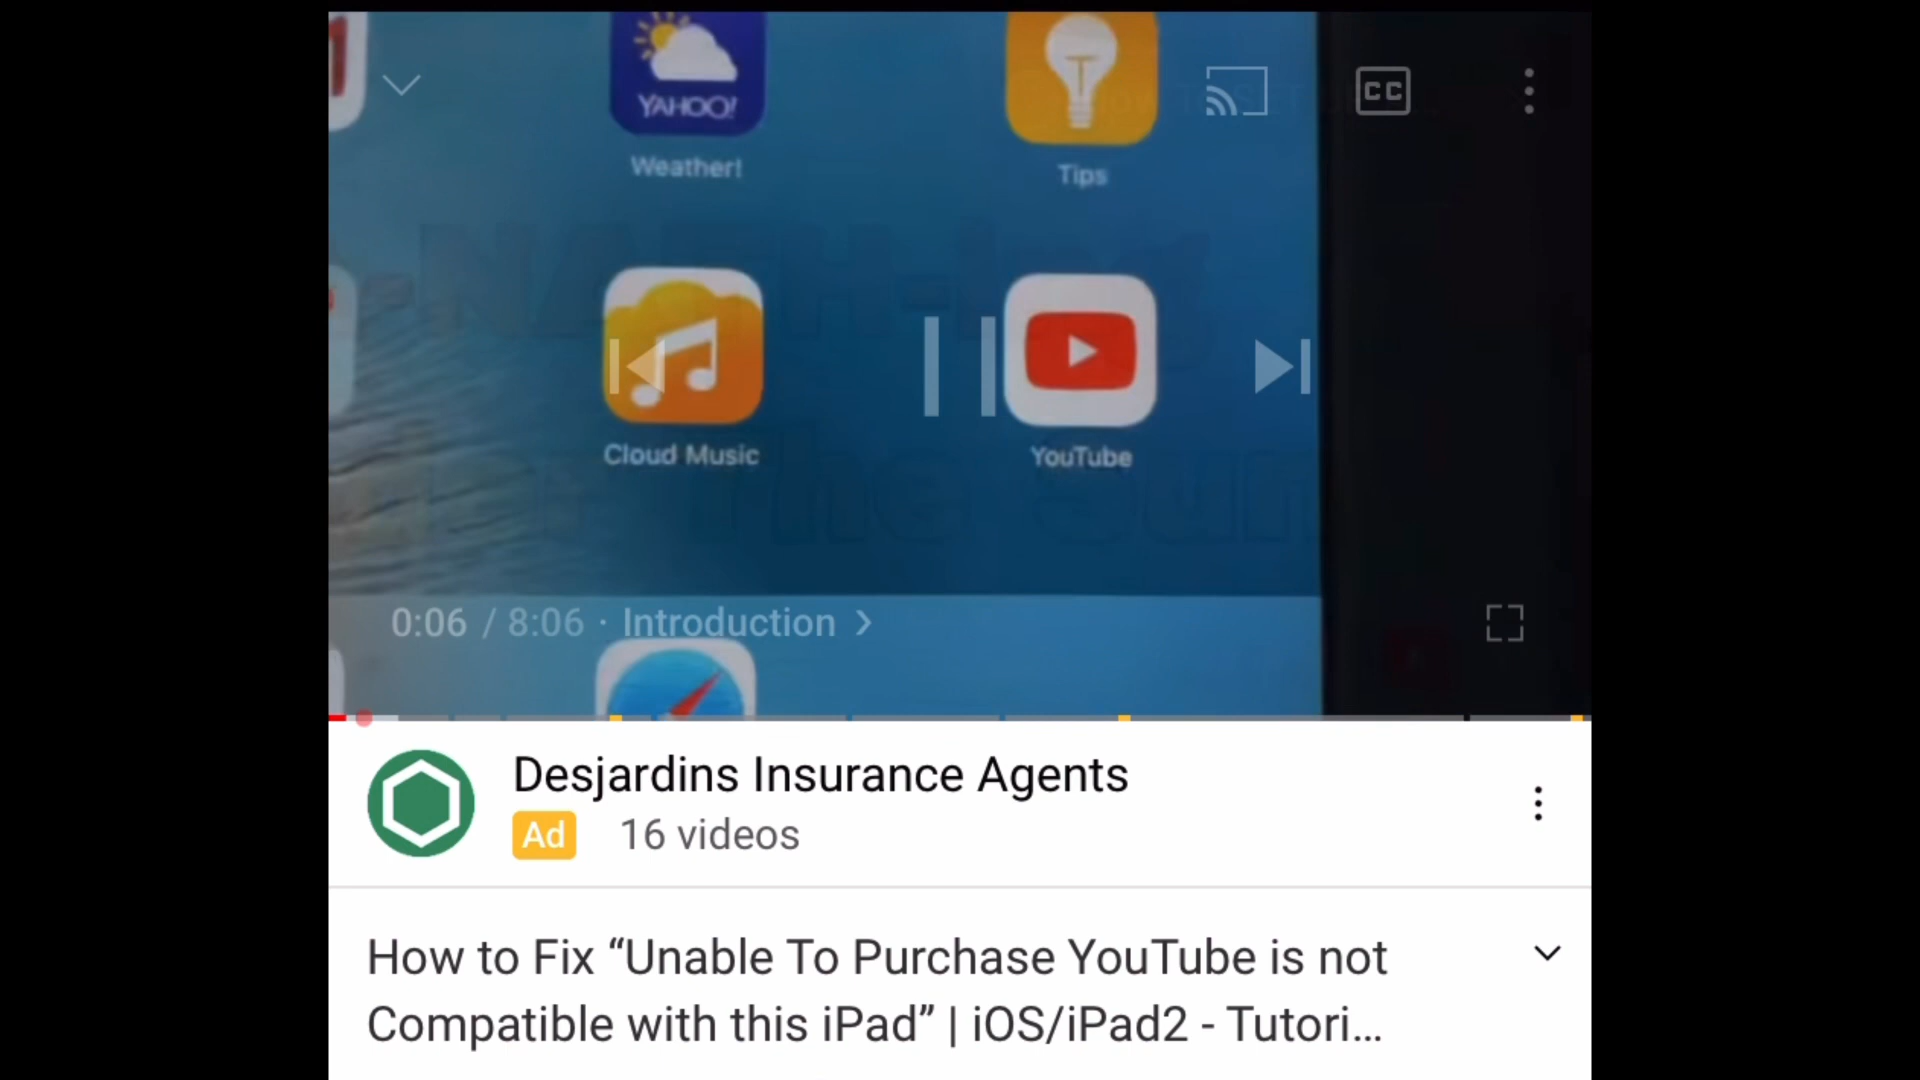 YAHOO!
CC
Weather!
Tips
Cloud Music
YouTube
0:06 / 8:06 · Introduction
Desjardins Insurance Agents
Ad 16 videos
How to Fix “Unable To Purchase YouTube is not
Compatible with this iPad” | iOS/iPad2 - Tutori...